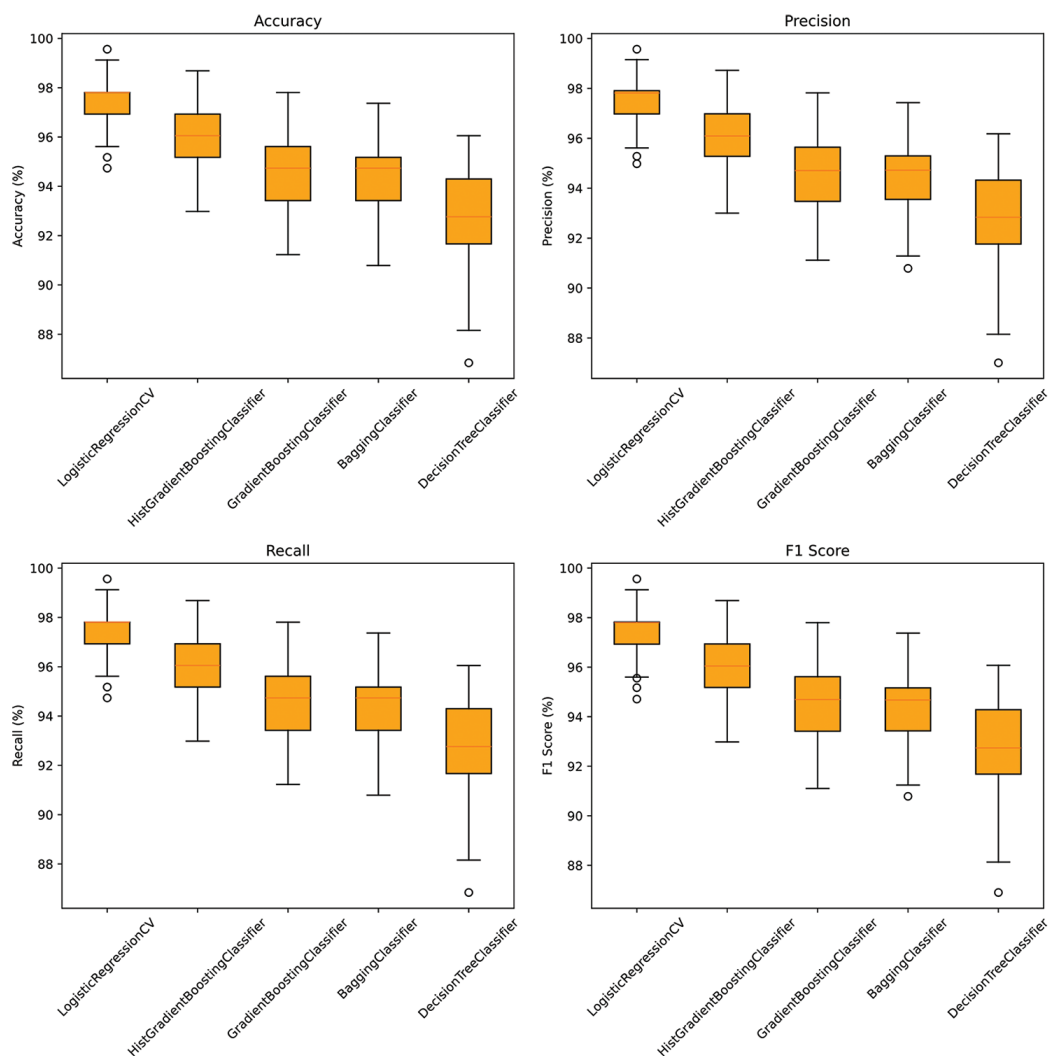 Accuracy
Accuracy (%)
100
98
96
94
92
90
88
LogisticRegressionCV
HistGradientBoostingClassifier
GradientBoostingClassifier
BaggingClassifier
DecisionTreeClassifier
Precision
Precision (%)
100
98
96
94
92
90
88
LogisticRegressionCV
HistGradientBoostingClassifier
GradientBoostingClassifier
BaggingClassifier
DecisionTreeClassifier
Recall
Recall (%)
100
98
96
94
92
90
88
LogisticRegressionCV
HistGradientBoostingClassifier
GradientBoostingClassifier
BaggingClassifier
DecisionTreeClassifier
F1 Score
F1 Score (%)
100
98
96
94
92
90
88
LogisticRegressionCV
HistGradientBoostingClassifier
GradientBoostingClassifier
BaggingClassifier
DecisionTreeClassifier